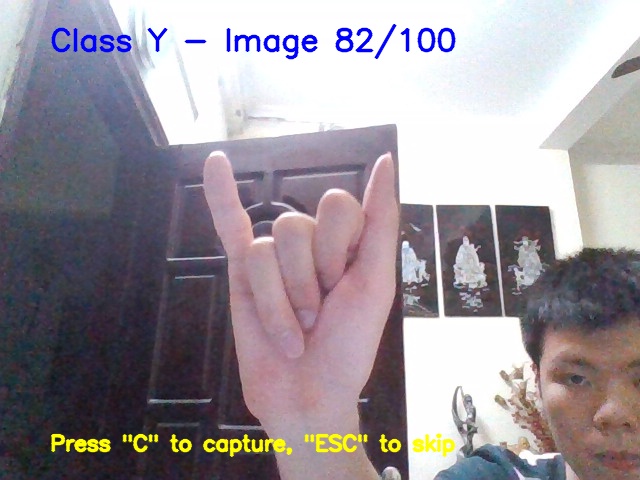 Class Y - Image 82/100
Press "C" to capture, "ESC" to skip